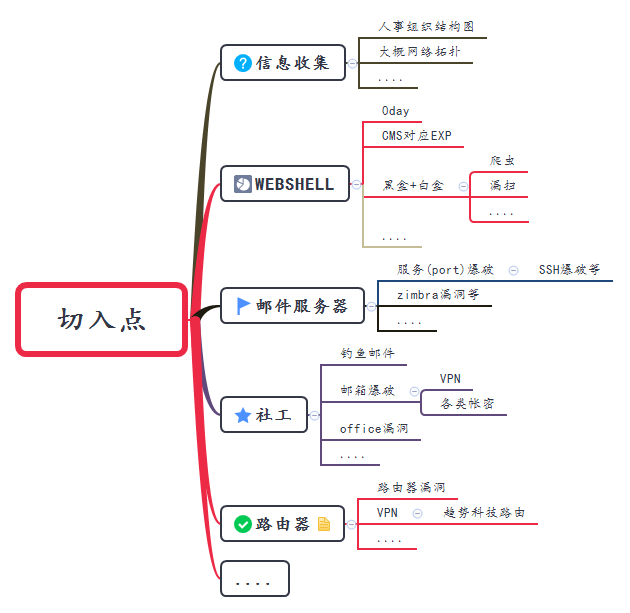 切入点
信息收集
人事组织结构图
大概网络拓扑
....
WEBSHELL
0day
CMS对应EXP
黑盒+白盒
爬虫
漏扫
....
....
邮件服务器
服务(port)爆破
SSH爆破等
zimbra漏洞等
....
社工
钓鱼邮件
邮箱爆破
VPN
各类帐密
office漏洞
....
路由器
路由器漏洞
VPN
趋势科技路由
....
....